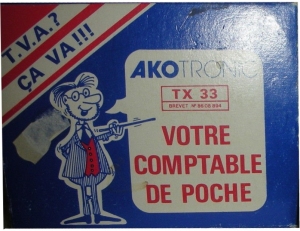 T.V.A.?
ÇA VA!!!
AKOTRONIC
TX 33
VOTRE
COMPTABLE
DE POCHE